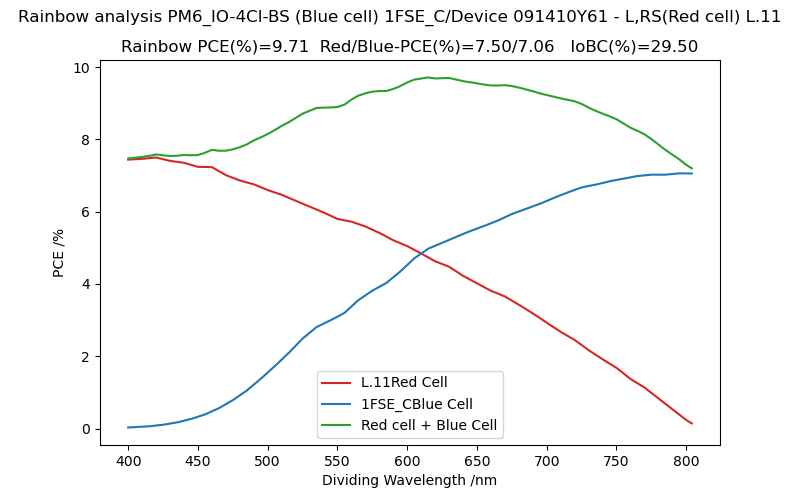 Rainbow analysis PM6_IO-4Cl-BS (Blue cell) 1FSE_C/Device 091410Y61 - L,RS(Red cell) L.11
Rainbow PCE(%)=9.71 Red/Blue-PCE(%)=7.50/7.06 IoBC(%)=29.50
10
8
6
4
2
0
PCE /%
L.11Red Cell
1FSE_CBlue Cell
Red cell + Blue Cell
400 450 500 550 600 650 700 750 800
Dividing Wavelength /nm